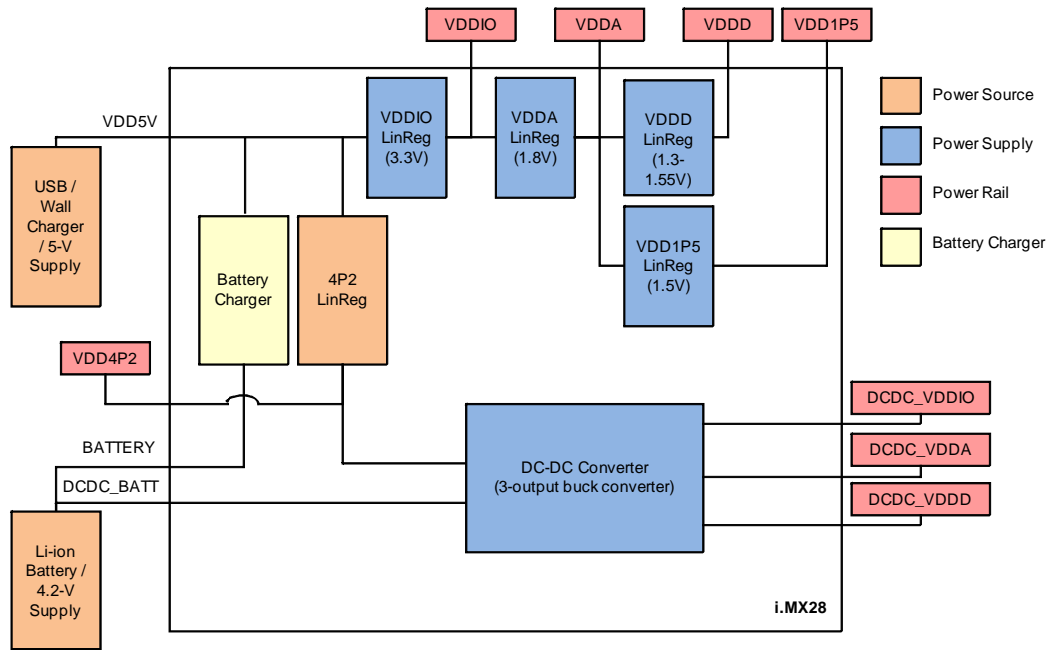 VDDIO
VDDA
VDDD
VDD1P5
VDD5V
USB /
Wall
Charger
/ 5-V
Supply
VDDIO
LinReg
(3.3V)
VDDA
LinReg
(1.8V)
VDDD
LinReg
(1.3-
1.55V)
VDD1P5
LinReg
(1.5V)
Power Source
Power Supply
Power Rail
Battery Charger
Battery
Charger
4P2
LinReg
VDD4P2
BATTERY
DCDC_BATT
Li-ion
Battery /
4.2-V
Supply
DC-DC Converter
(3-output buck converter)
DCDC_VDDIO
DCDC_VDDA
DCDC_VDDD
i.MX28